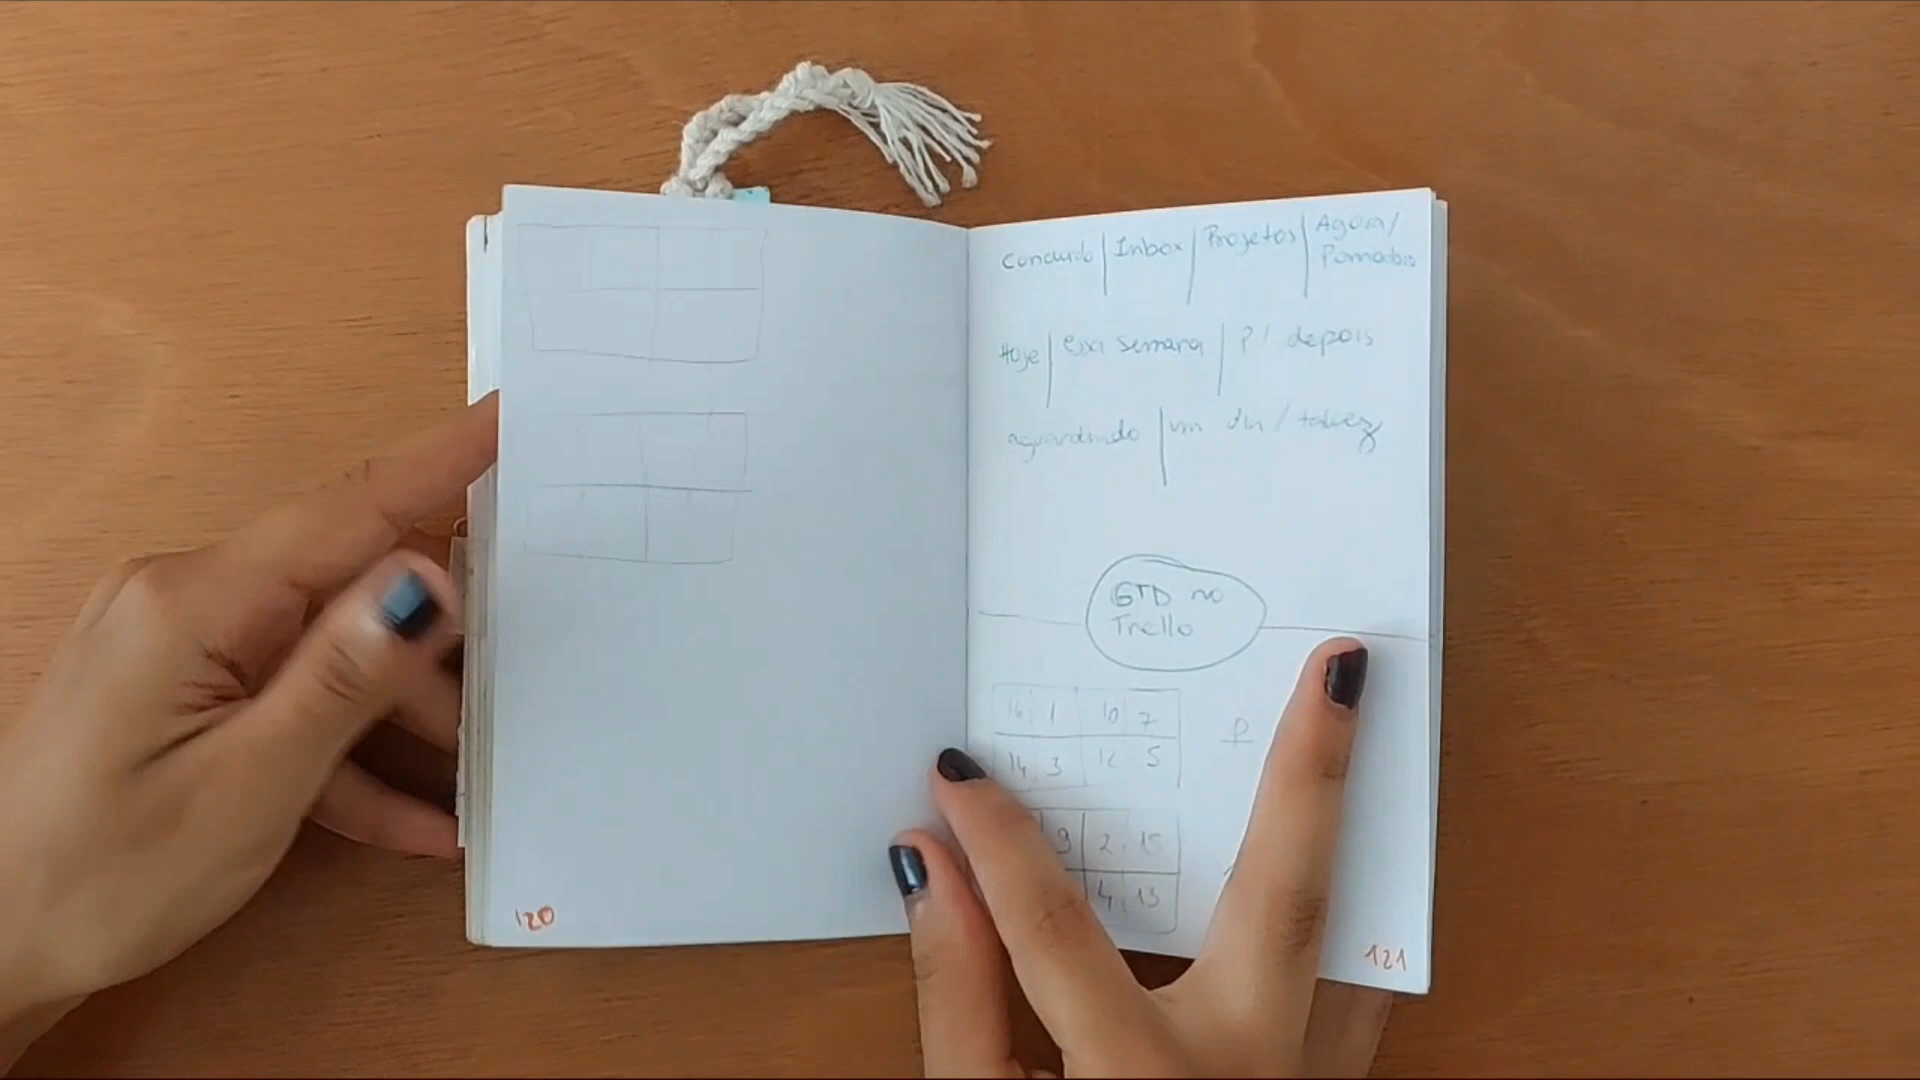 120
Concluído | Inbox | Projetos | Agora/
Pomodoro
Hoje | Essa semana | p/ depois
aguardando | um dia / talvez
GTD no
Trello
16 1 10 7
14 3 12 5
P
9 2 15
4 13
121